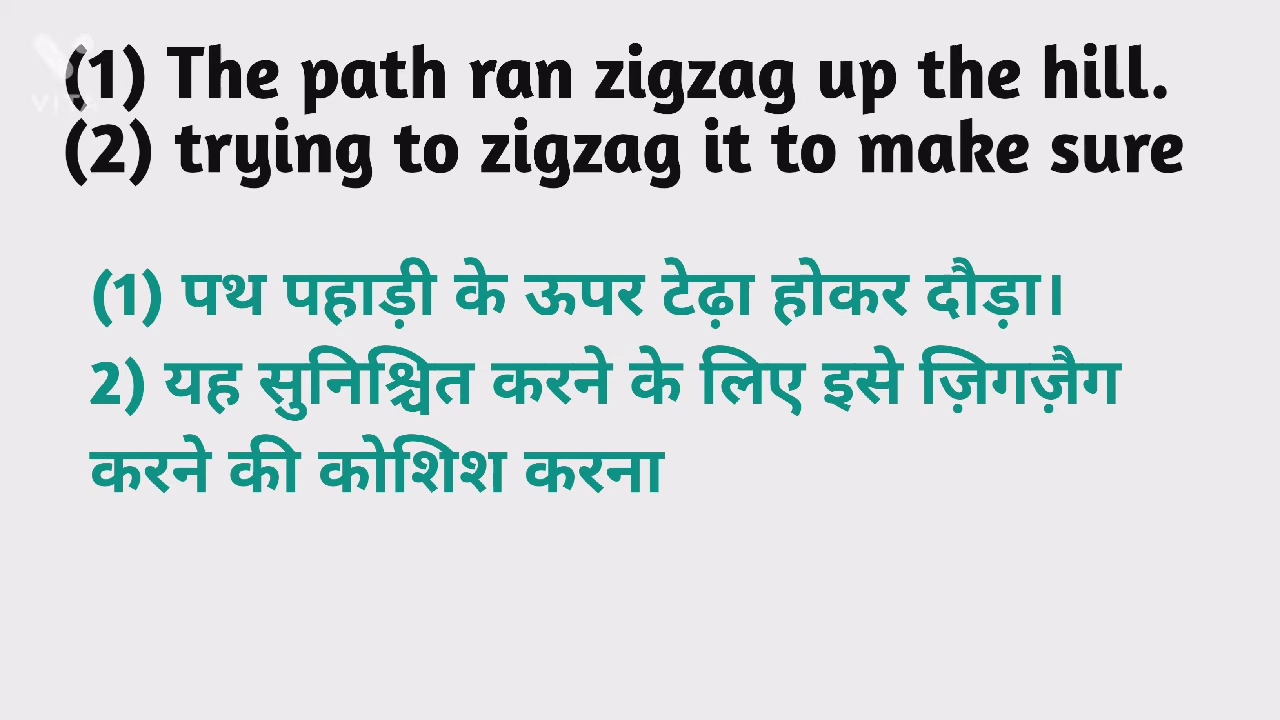 (1) The path ran zigzag up the hill.
(2) trying to zigzag it to make sure
(1) पथ पहाड़ी के ऊपर टेढ़ा होकर दौड़ा।
2) यह सुनिश्चित करने के लिए इसे ज़िगज़ैग
करने की कोशिश करना